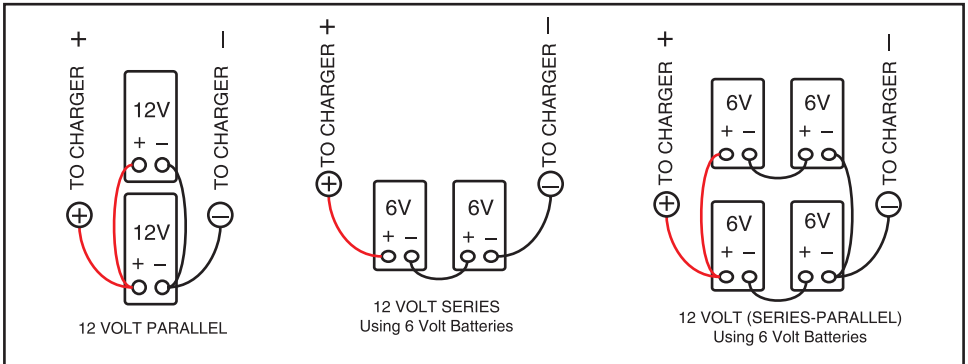 +
TO CHARGER
−
TO CHARGER
12V
+ −
12V
+ −
+
−
12 VOLT PARALLEL
+
TO CHARGER
−
TO CHARGER
+
−
6V
+ −
6V
+ −
12 VOLT SERIES
Using 6 Volt Batteries
+
TO CHARGER
−
TO CHARGER
6V
+ −
6V
+ −
+
−
6V
+ −
6V
+ −
12 VOLT (SERIES-PARALLEL)
Using 6 Volt Batteries